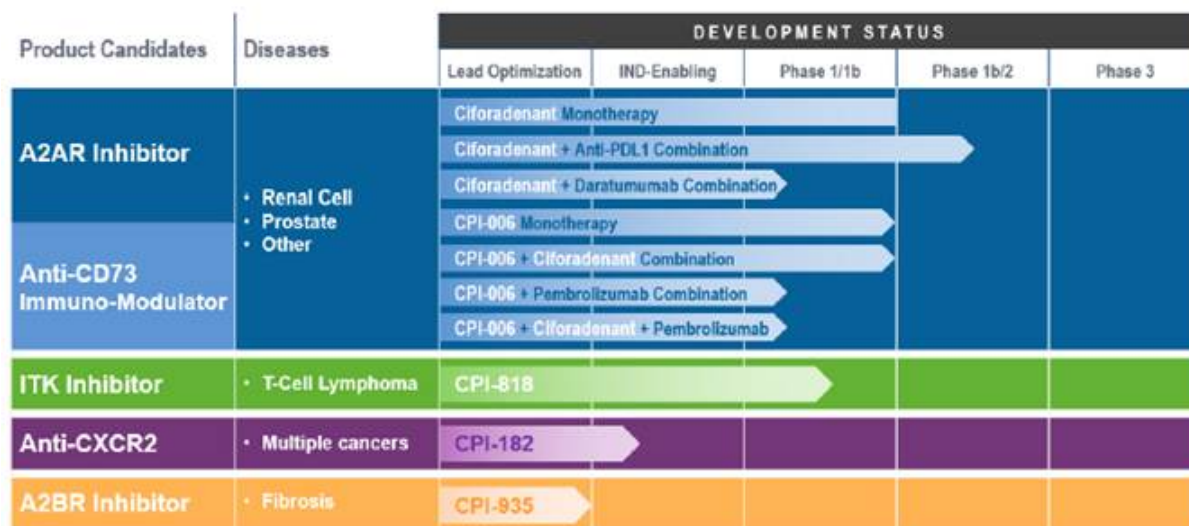 Product Candidates
Diseases
DEVELOPMENT STATUS
Lead Optimization
IND-Enabling
Phase 1/1b
Phase 1b/2
Phase 3
A2AR Inhibitor
Anti-CD73
Immuno-Modulator
• Renal Cell
• Prostate
• Other
Ciforadenant Monotherapy
Ciforadenant + Anti-PDL1 Combination
Ciforadenant + Daratumumab Combination
CPI-006 Monotherapy
CPI-006 + Ciforadenant Combination
CPI-006 + Pembrolizumab Combination
CPI-006 + Ciforadenant + Pembrolizumab
ITK Inhibitor
• T-Cell Lymphoma
CPI-818
Anti-CXCR2
• Multiple cancers
CPI-182
A2BR Inhibitor
• Fibrosis
CPI-935